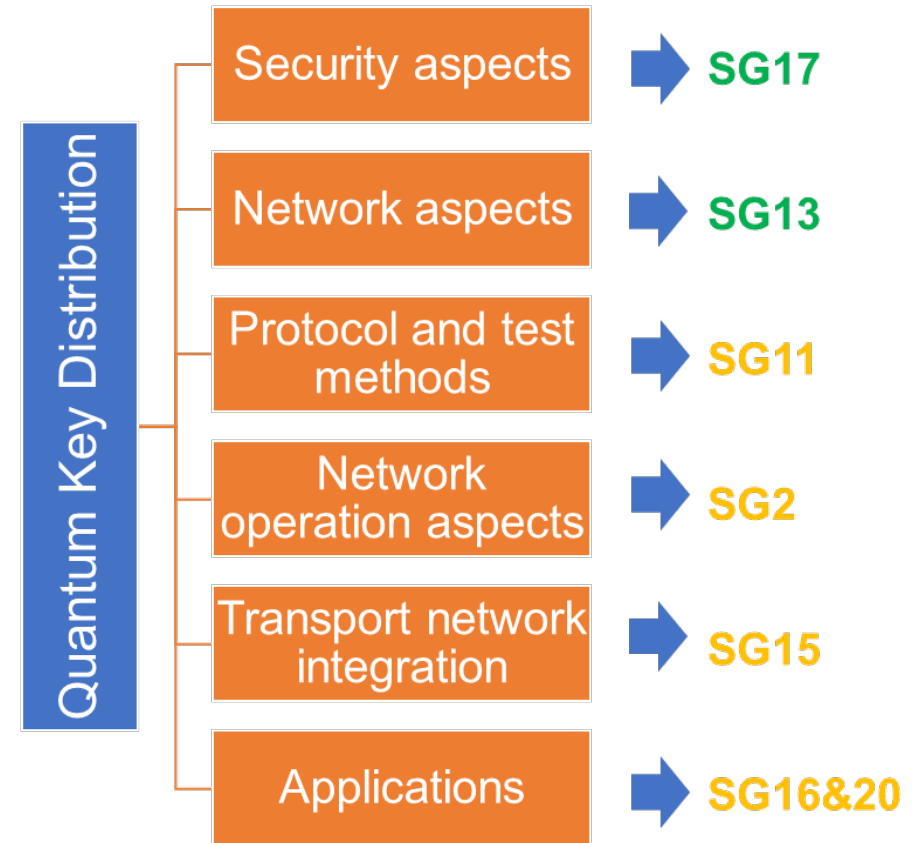 Quantum Key Distribution
Security aspects
SG17
Network aspects
SG13
Protocol and test
methods
SG11
Network
operation aspects
SG2
Transport network
integration
SG15
Applications
SG16&20